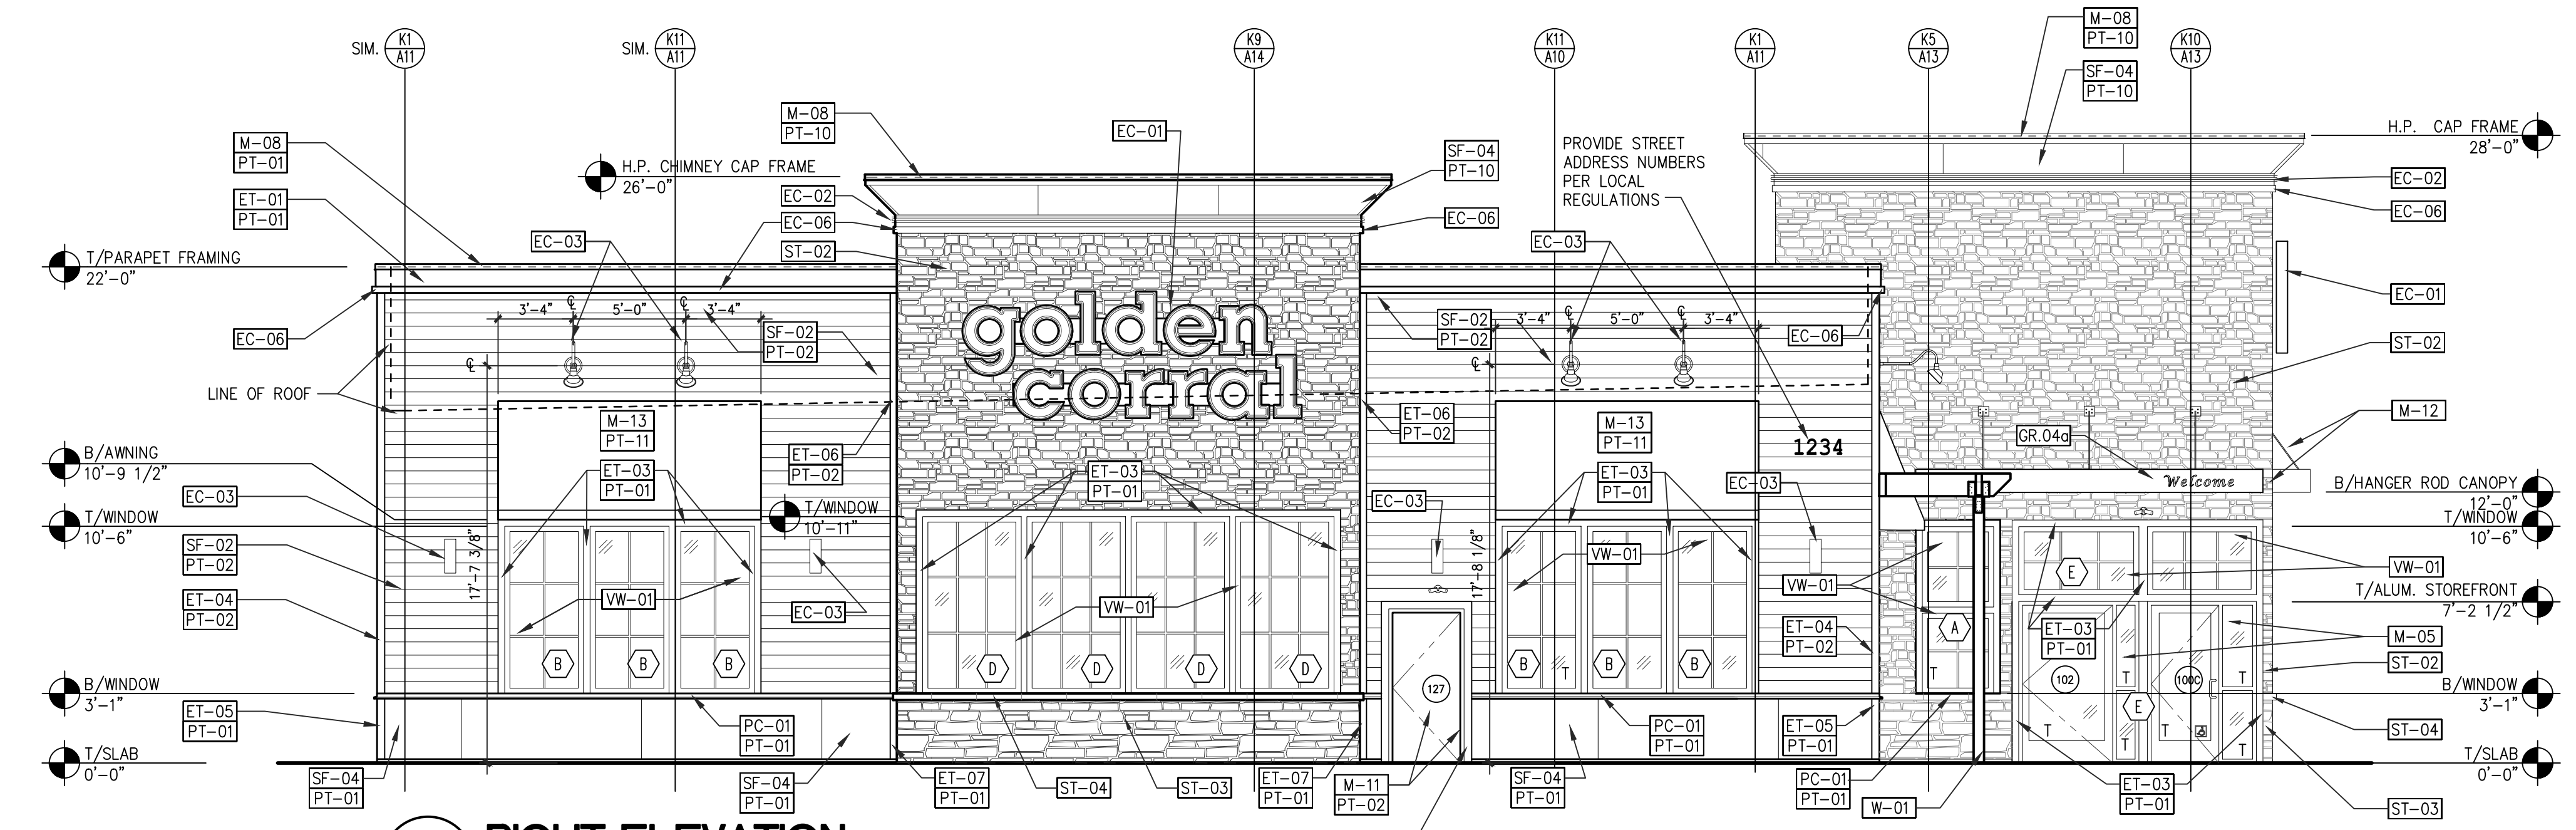 SIM.
K1
A11
SIM.
K11
A11
K9
A14
K11
A10
K1
A11
K5
A13
K10
A13
M-08
PT-10
SF-04
PT-10
H.P. CAP FRAME
28'-0"
EC-02
EC-06
EC-01
ST-02
M-12
M-08
PT-01
ET-01
PT-01
M-08
PT-10
H.P. CHIMNEY CAP FRAME
26'-0"
EC-02
EC-06
ST-02
EC-01
SF-04
PT-10
EC-06
PROVIDE STREET
ADDRESS NUMBERS
PER LOCAL
REGULATIONS
EC-03
EC-03
T/PARAPET FRAMING
22'-0"
EC-06
3'-4"
5'-0"
3'-4"
SF-02
PT-02
golden
corral
SF-02
PT-02
3'-4"
5'-0"
3'-4"
EC-06
LINE OF ROOF
M-13
PT-11
ET-06
PT-02
ET-06
PT-02
M-13
PT-11
1234
GR.04a
Welcome
B/AWNING
10'-9 1/2"
EC-03
T/WINDOW
10'-6"
ET-03
PT-01
T/WINDOW
10'-11"
ET-03
PT-01
EC-03
ET-03
PT-01
EC-03
B/HANGER ROD CANOPY
12'-0"
T/WINDOW
10'-6"
SF-02
PT-02
17'-7 3/8"
17'-8 1/8"
VW-01
VW-01
VW-01
VW-01
VW-01
E
T/ALUM. STOREFRONT
7'-2 1/2"
ET-04
PT-02
EC-03
ET-04
PT-02
A
ET-03
PT-01
M-05
ST-02
B
B
B
D
D
D
D
127
B
T
B
B
T
102
T
100C
T
B/WINDOW
3'-1"
B/WINDOW
3'-1"
ET-05
PT-01
PC-01
PT-01
PC-01
PT-01
ET-05
PT-01
E
T
T
T
T
ST-04
T/SLAB
0'-0"
T/SLAB
0'-0"
SF-04
PT-01
SF-04
PT-01
ET-07
PT-01
ST-04
ST-03
ET-07
PT-01
M-11
PT-02
SF-04
PT-01
PC-01
PT-01
W-01
ET-03
PT-01
ST-03
RIGHT ELEVATION